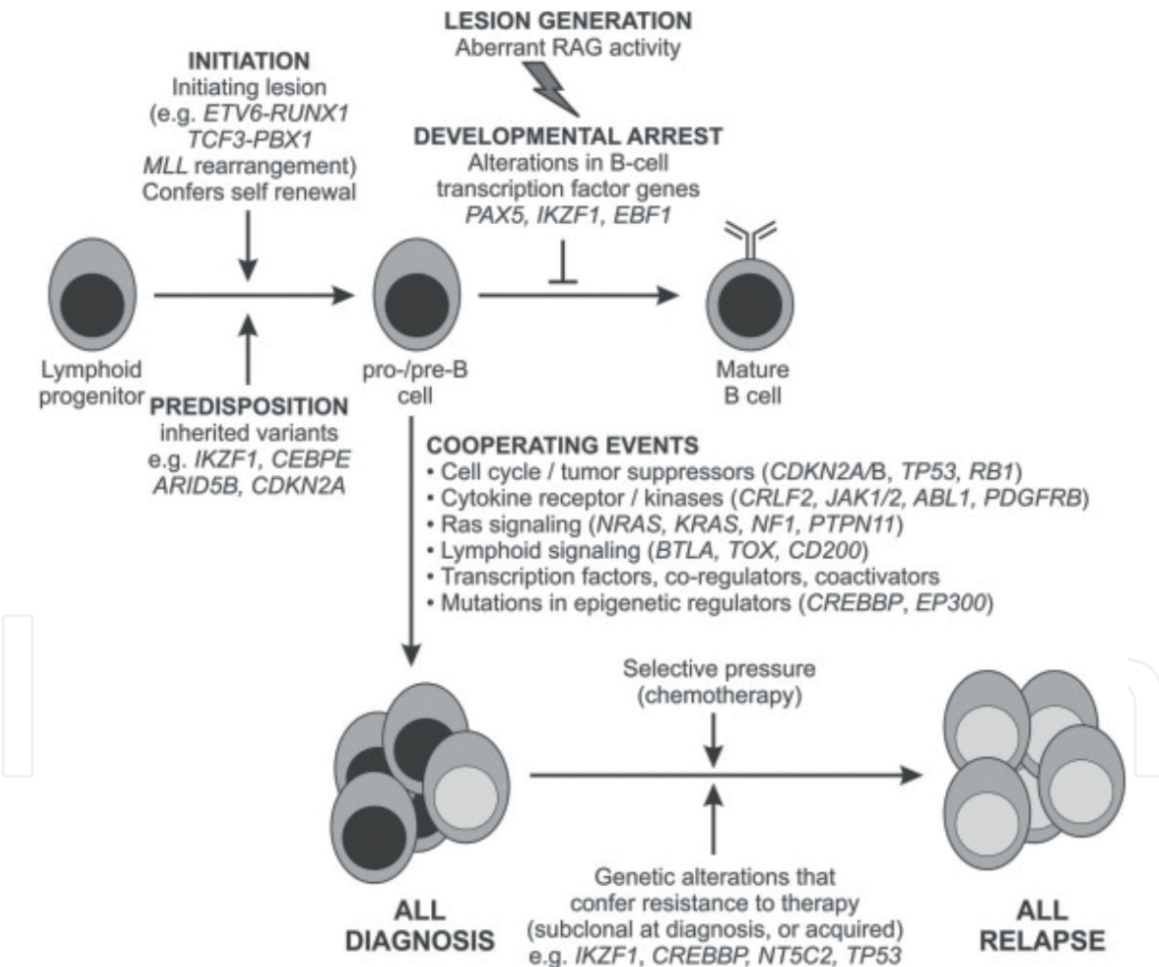 LESION GENERATION
Aberrant RAG activity
INITIATION
Initiating lesion
(e.g. ETV6-RUNX1
TCF3-PBX1
MLL rearrangement)
Confers self renewal
DEVELOPMENTAL ARREST
Alterations in B-cell
transcription factor genes
PAX5, IKZF1, EBF1
Lymphoid
progenitor
pro-/pre-B
cell
Mature
B cell
PREDISPOSITION
inherited variants
e.g. IKZF1, CEBPE
ARID5B, CDKN2A
COOPERATING EVENTS
• Cell cycle / tumor suppressors (CDKN2A/B, TP53, RB1)
• Cytokine receptor / kinases (CRLF2, JAK1/2, ABL1, PDGFRB)
• Ras signaling (NRAS, KRAS, NF1, PTPN11)
• Lymphoid signaling (BTLA, TOX, CD200)
• Transcription factors, co-regulators, coactivators
• Mutations in epigenetic regulators (CREBBP, EP300)
Selective pressure
(chemotherapy)
Genetic alterations that
confer resistance to therapy
(subclonal at diagnosis, or acquired)
e.g. IKZF1, CREBBP, NT5C2, TP53
ALL
DIAGNOSIS
ALL
RELAPSE